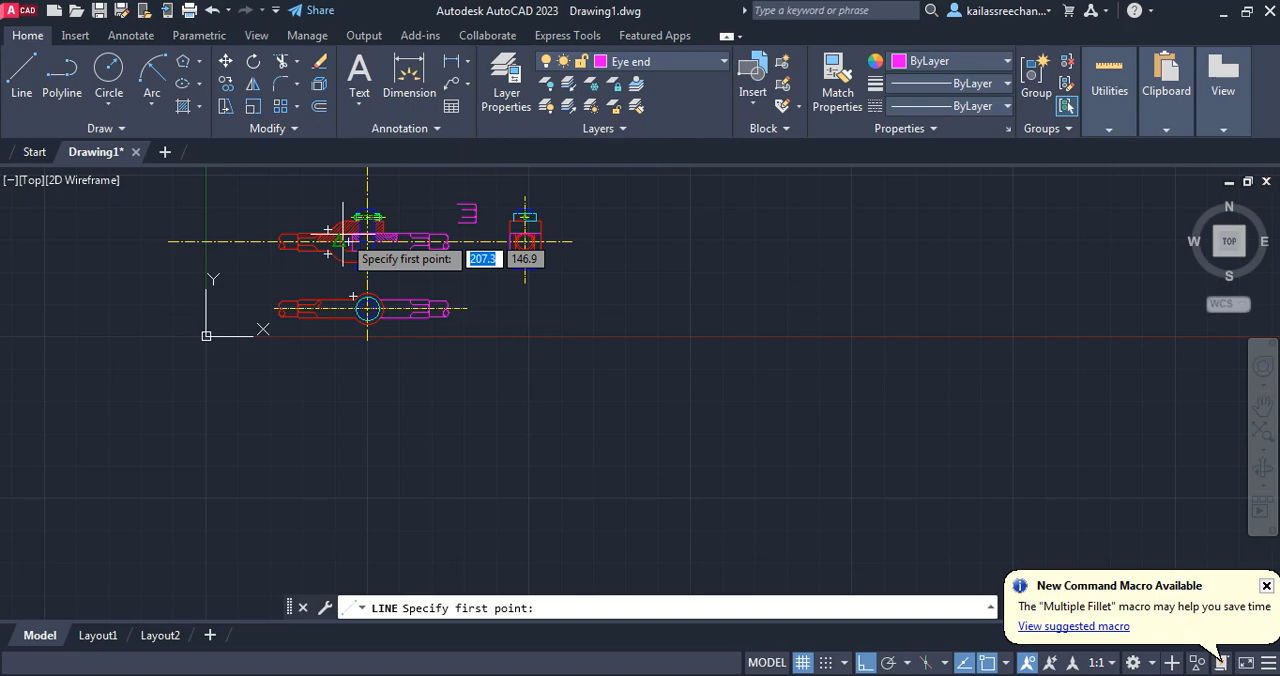 CAD
Share
Autodesk AutoCAD 2023 Drawing1.dwg
Type a keyword or phrase
kailassreechan...
Home Insert Annotate Parametric View Manage Output Add-ins Collaborate Express Tools Featured Apps
Eye end
ByLayer
ByLayer
ByLayer
Line Polyline Circle Arc
Text Dimension
Layer
Properties
Insert
Match
Properties
Group
Utilities
Clipboard
View
Draw
Modify
Annotation
Layers
Block
Properties
Groups
Start Drawing1*
[−][Top][2D Wireframe]
N
W
TOP
E
S
WCS
Specify first point: 207.3 146.9
Y
X
New Command Macro Available
The "Multiple Fillet" macro may help you save time
View suggested macro
LINE Specify first point:
Model Layout1 Layout2
MODEL
1:1